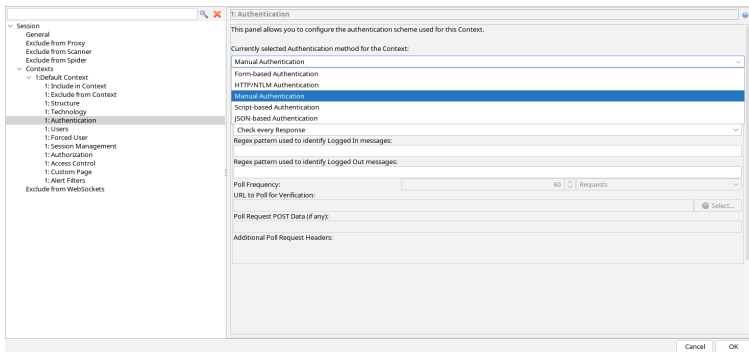 Session
General
Exclude from Proxy
Exclude from Scanner
Exclude from Spider
Contexts
1:Default Context
1: Include in Context
1: Exclude from Context
1: Structure
1: Technology
1: Authentication
1: Users
1: Forced User
1: Session Management
1: Authorization
1: Access Control
1: Custom Page
1: Alert Filters
Exclude from WebSockets
1: Authentication
This panel allows you to configure the authentication scheme used for this Context.
Currently selected Authentication method for the Context:
Manual Authentication
Form-based Authentication
HTTP/NTLM Authentication
Manual Authentication
Script-based Authentication
JSON-based Authentication
Check every Response
Regex pattern used to identify Logged In messages:
Regex pattern used to identify Logged Out messages:
Poll Frequency: 60 Requests
URL to Poll for Verification:
Select...
Poll Request POST Data (if any):
Additional Poll Request Headers:
Cancel OK